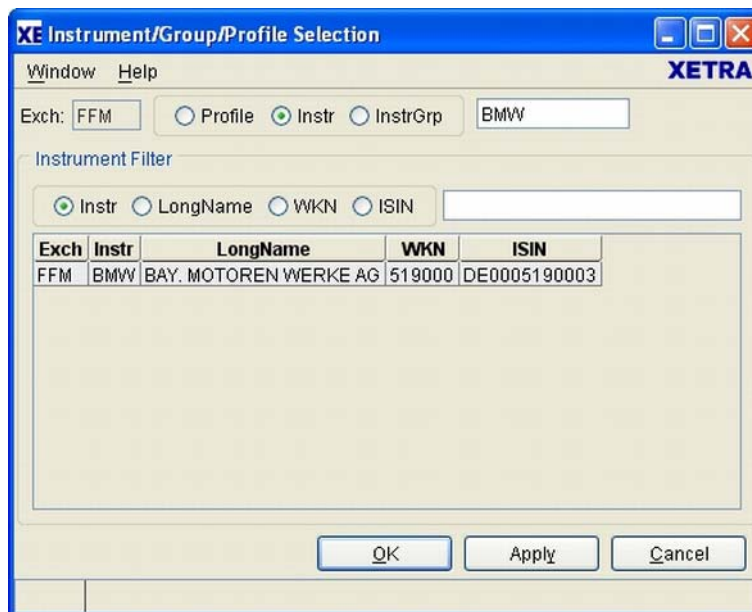 XE Instrument/Group/Profile Selection
Window Help XETRA
Exch: FFM Profile Instr InstrGrp BMW
Instrument Filter
Instr LongName WKN ISIN
Exch Instr LongName WKN ISIN
FFM BMW BAY. MOTOREN WERKE AG 519000 DE0005190003
OK Apply Cancel